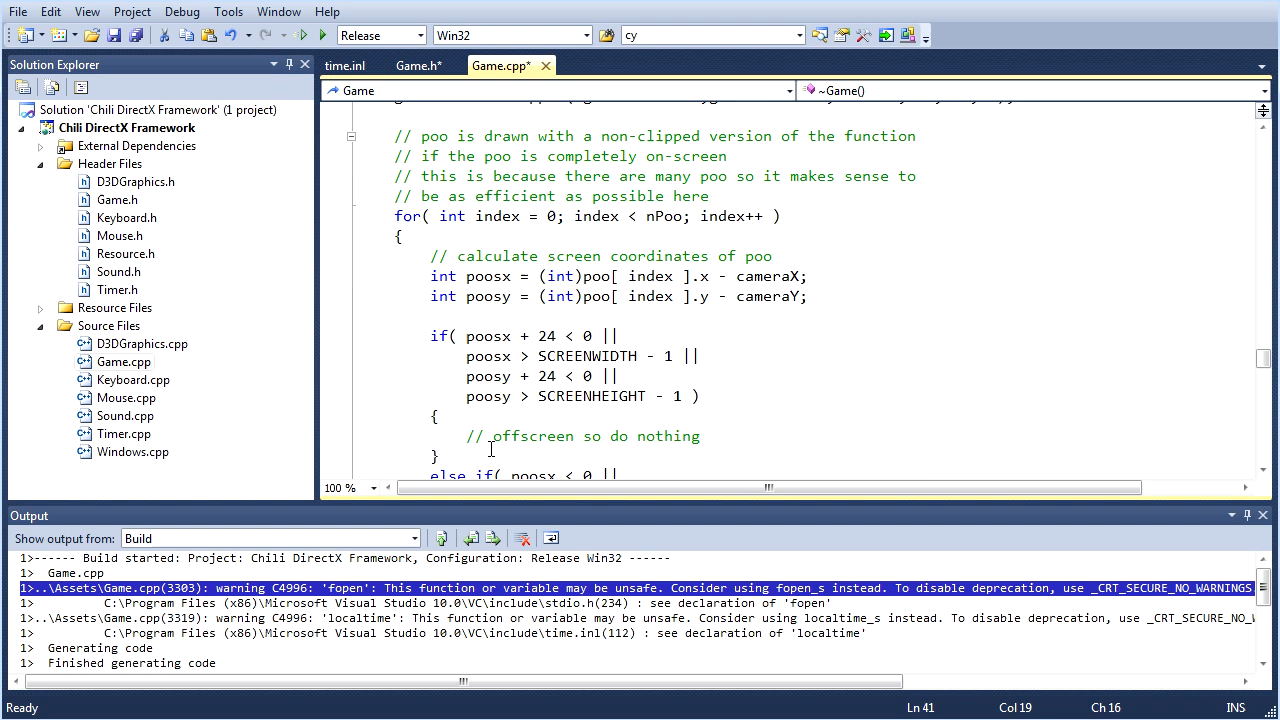 File Edit View Project Debug Tools Window Help
Release Win32 cy
Solution Explorer
time.inl Game.h* Game.cpp*
Game ~Game()
Solution 'Chili DirectX Framework' (1 project)
Chili DirectX Framework
External Dependencies
Header Files
D3DGraphics.h
Game.h
Keyboard.h
Mouse.h
Resource.h
Sound.h
Timer.h
Resource Files
Source Files
D3DGraphics.cpp
Game.cpp
Keyboard.cpp
Mouse.cpp
Sound.cpp
Timer.cpp
Windows.cpp
// poo is drawn with a non-clipped version of the function
// if the poo is completely on-screen
// this is because there are many poo so it makes sense to
// be as efficient as possible here
for( int index = 0; index < nPoo; index++ )
{
// calculate screen coordinates of poo
int poosx = (int)poo[ index ].x - cameraX;
int poosy = (int)poo[ index ].y - cameraY;
if( poosx + 24 < 0 ||
poosx > SCREENWIDTH - 1 ||
poosy + 24 < 0 ||
poosy > SCREENHEIGHT - 1 )
{
// offscreen so do nothing
}
else if( poosx < 0 ||
100 %
Output
Show output from: Build
1>------ Build started: Project: Chili DirectX Framework, Configuration: Release Win32 ------
1> Game.cpp
1>..\Assets\Game.cpp(3303): warning C4996: 'fopen': This function or variable may be unsafe. Consider using fopen_s instead. To disable deprecation, use _CRT_SECURE_NO_WARNINGS.
1> C:\Program Files (x86)\Microsoft Visual Studio 10.0\VC\include\stdio.h(234) : see declaration of 'fopen'
1>..\Assets\Game.cpp(3319): warning C4996: 'localtime': This function or variable may be unsafe. Consider using localtime_s instead. To disable deprecation, use _CRT_SECURE_NO_W
1> C:\Program Files (x86)\Microsoft Visual Studio 10.0\VC\include\time.inl(112) : see declaration of 'localtime'
1> Generating code
1> Finished generating code
Ready Ln 41 Col 19 Ch 16 INS